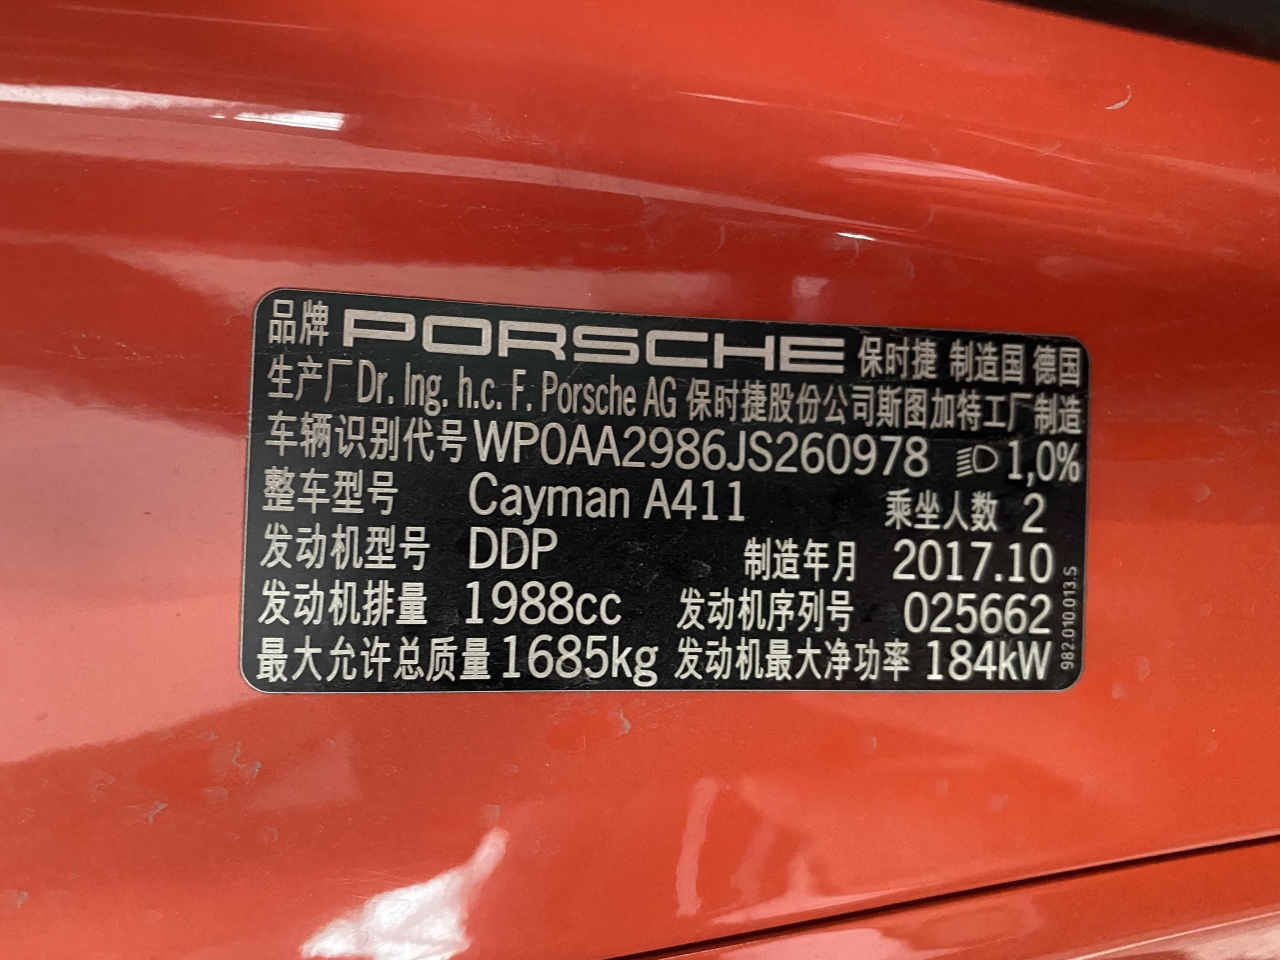 品牌 PORSCHE 保时捷 制造国 德国
生产厂 Dr. Ing. h.c. F. Porsche AG 保时捷股份公司斯图加特工厂制造
车辆识别代号 WP0AA2986JS260978 1,0%
整车型号 Cayman A411 乘坐人数 2
发动机型号 DDP 制造年月 2017.10
发动机排量 1988cc 发动机序列号 025662
最大允许总质量 1685kg 发动机最大净功率 184kW
982.010.013.S